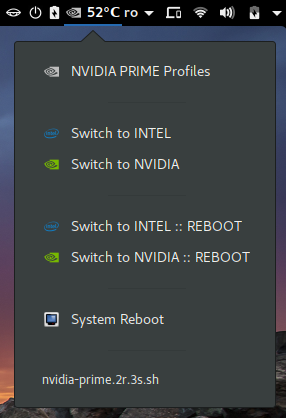 52°C ro
NVIDIA PRIME Profiles
Switch to INTEL
Switch to NVIDIA
Switch to INTEL :: REBOOT
Switch to NVIDIA :: REBOOT
System Reboot
nvidia-prime.2r.3s.sh